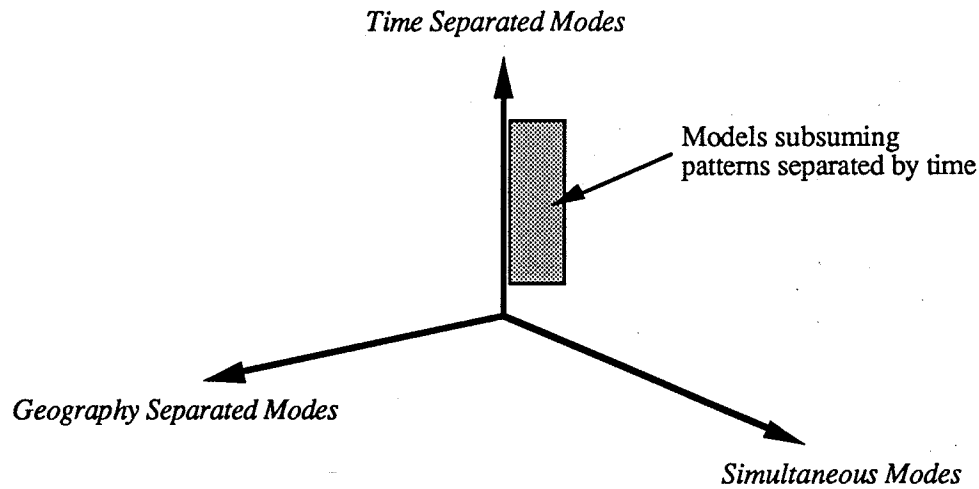 Time Separated Modes
Models subsuming
patterns separated by time
Geography Separated Modes
Simultaneous Modes